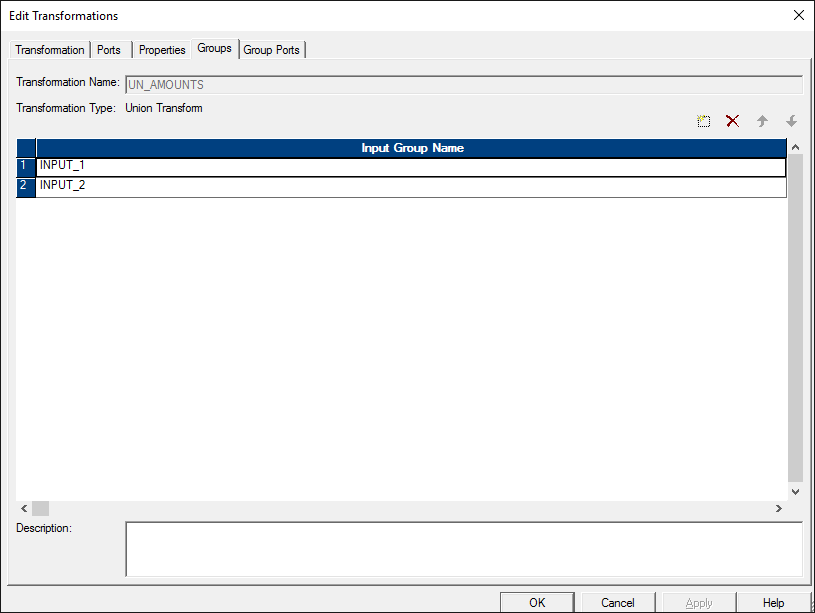 Edit Transformations
Transformation Ports Properties Groups Group Ports
Transformation Name: UN_AMOUNTS
Transformation Type: Union Transform
Input Group Name
1 INPUT_1
2 INPUT_2
Description:
OK Cancel Apply Help